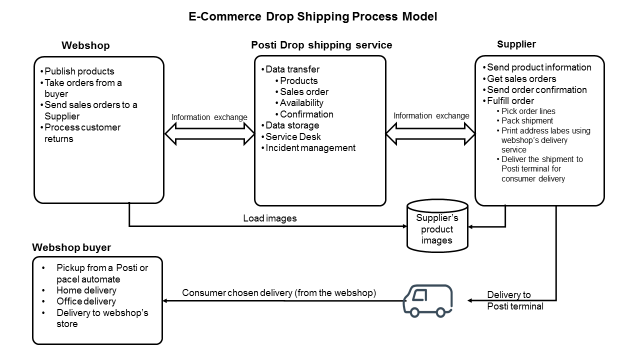 E-Commerce Drop Shipping Process Model
Webshop
Posti Drop shipping service
Supplier
•Publish products
•Take orders from a
buyer
•Send sales orders to a
Supplier
•Process customer
returns
Information exchange
•Data transfer
•Products
•Sales order
•Availability
•Confirmation
•Data storage
•Service Desk
•Incident management
Information exchange
•Send product information
•Get sales orders
•Send order confirmation
•Fulfill order
•Pick order lines
•Pack shipment
•Print address labes using
webshop's delivery
service
•Deliver the shipment to
Posti terminal for
consumer delivery
Load images
Supplier's
product
images
Webshop buyer
• Pickup from a Posti or
pacel automate
• Home delivery
• Office delivery
• Delivery to webshop's
store
Consumer chosen delivery (from the webshop)
Delivery to
Posti terminal